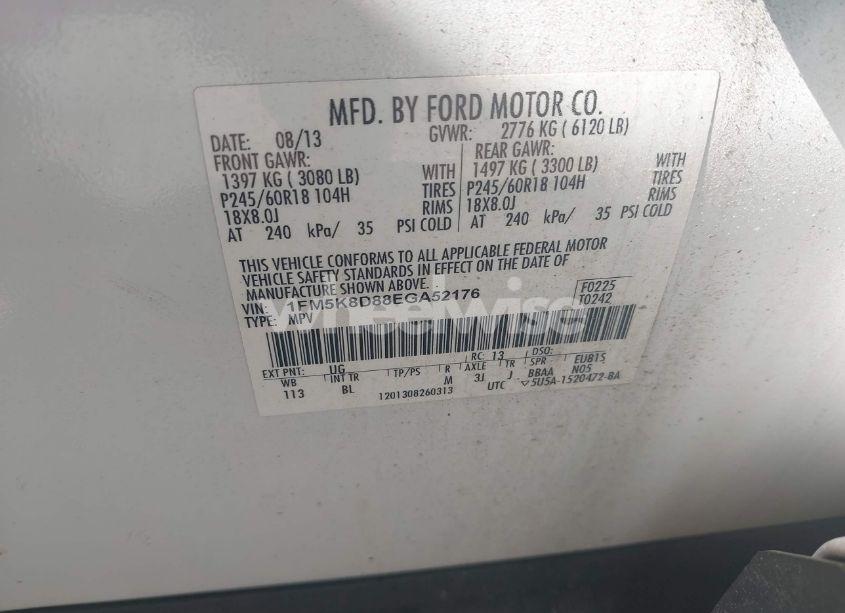 MFD. BY FORD MOTOR CO.
DATE: 08/13 GVWR: 2776 KG ( 6120 LB)
FRONT GAWR: REAR GAWR:
1397 KG ( 3080 LB) WITH 1497 KG ( 3300 LB) WITH
P245/60R18 104H TIRES P245/60R18 104H TIRES
18X8.0J RIMS 18X8.0J RIMS
AT 240 kPa/ 35 PSI COLD AT 240 kPa/ 35 PSI COLD
THIS VEHICLE CONFORMS TO ALL APPLICABLE FEDERAL MOTOR
VEHICLE SAFETY STANDARDS IN EFFECT ON THE DATE OF
MANUFACTURE SHOWN ABOVE.
VIN: 1FM5K8D88EGA52176 F0225
TYPE: MPV T0242
wheelwise
EXT PNT: UG RC: 13 DSO:
WB INT TR TP/PS R AXLE TR SPR EUB15
113 BL M 3J J BBAA N05
1201308260313 UTC ▽5U5A-1520472-BA